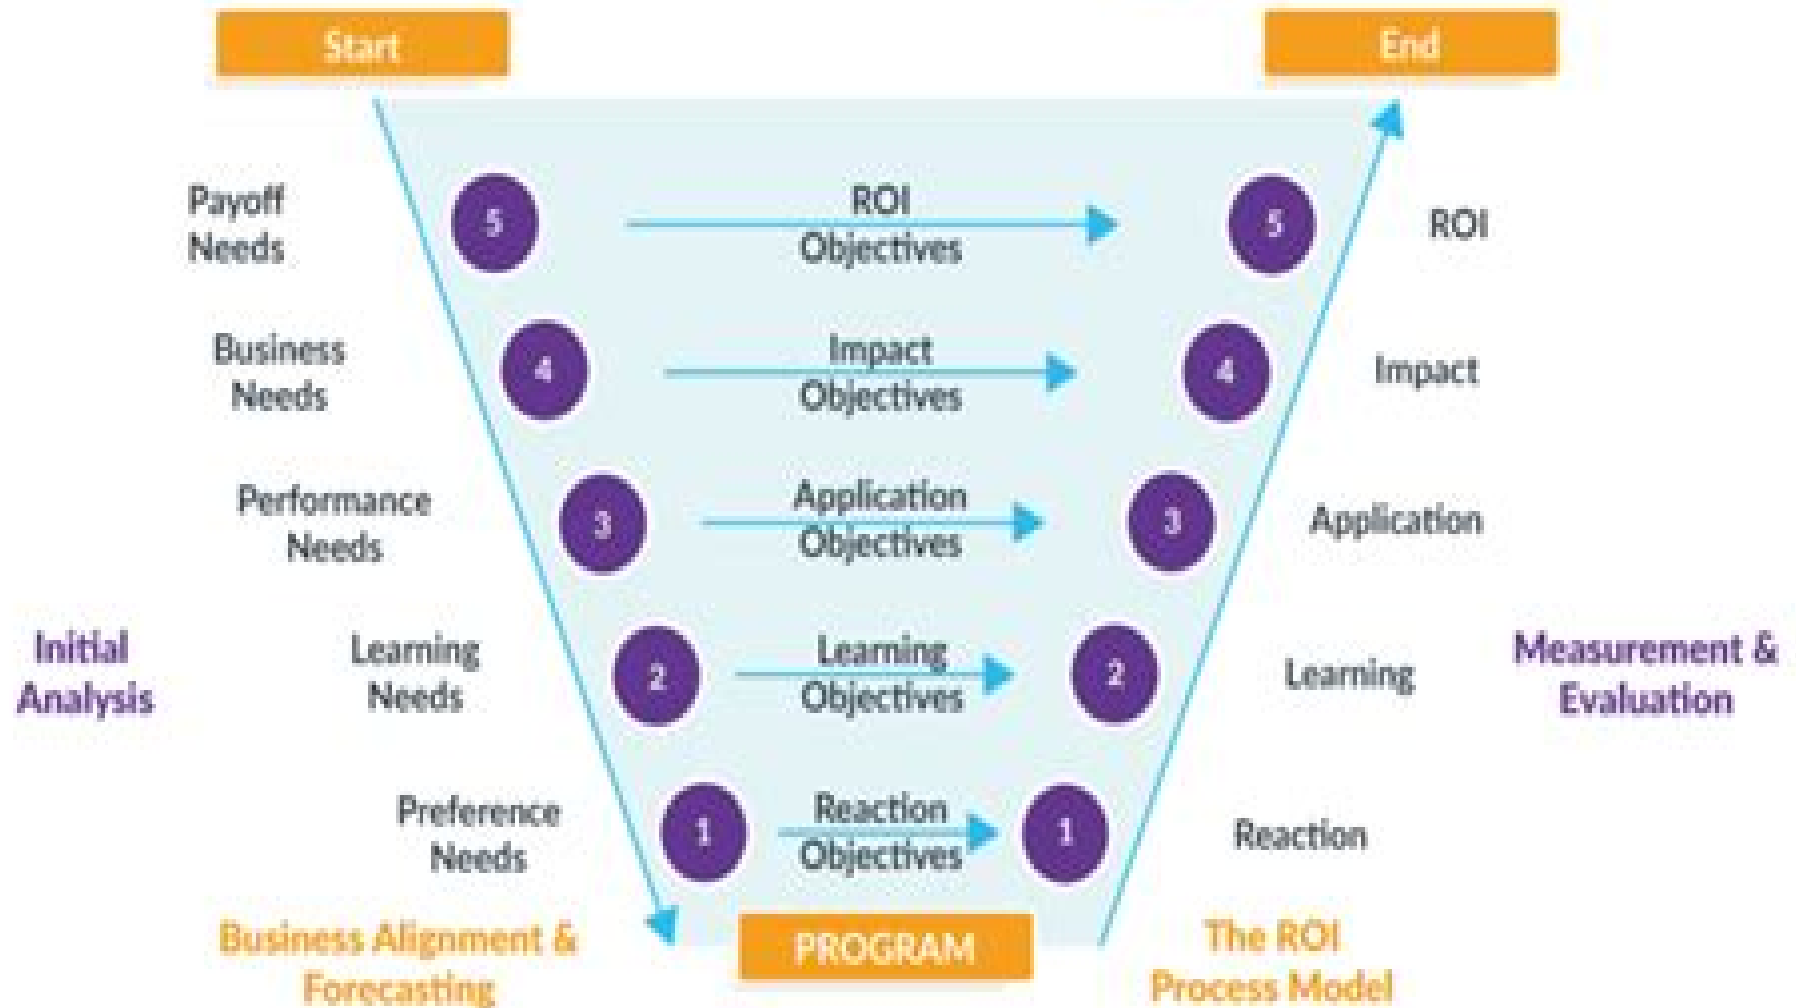 Start
End
Payoff
Needs
5
ROI
Objectives
5
ROI
Business
Needs
4
Impact
Objectives
4
Impact
Performance
Needs
3
Application
Objectives
3
Application
Initial
Analysis
Learning
Needs
2
Learning
Objectives
2
Learning
Measurement &
Evaluation
Preference
Needs
1
Reaction
Objectives
1
Reaction
Business Alignment &
Forecasting
PROGRAM
The ROI
Process Model